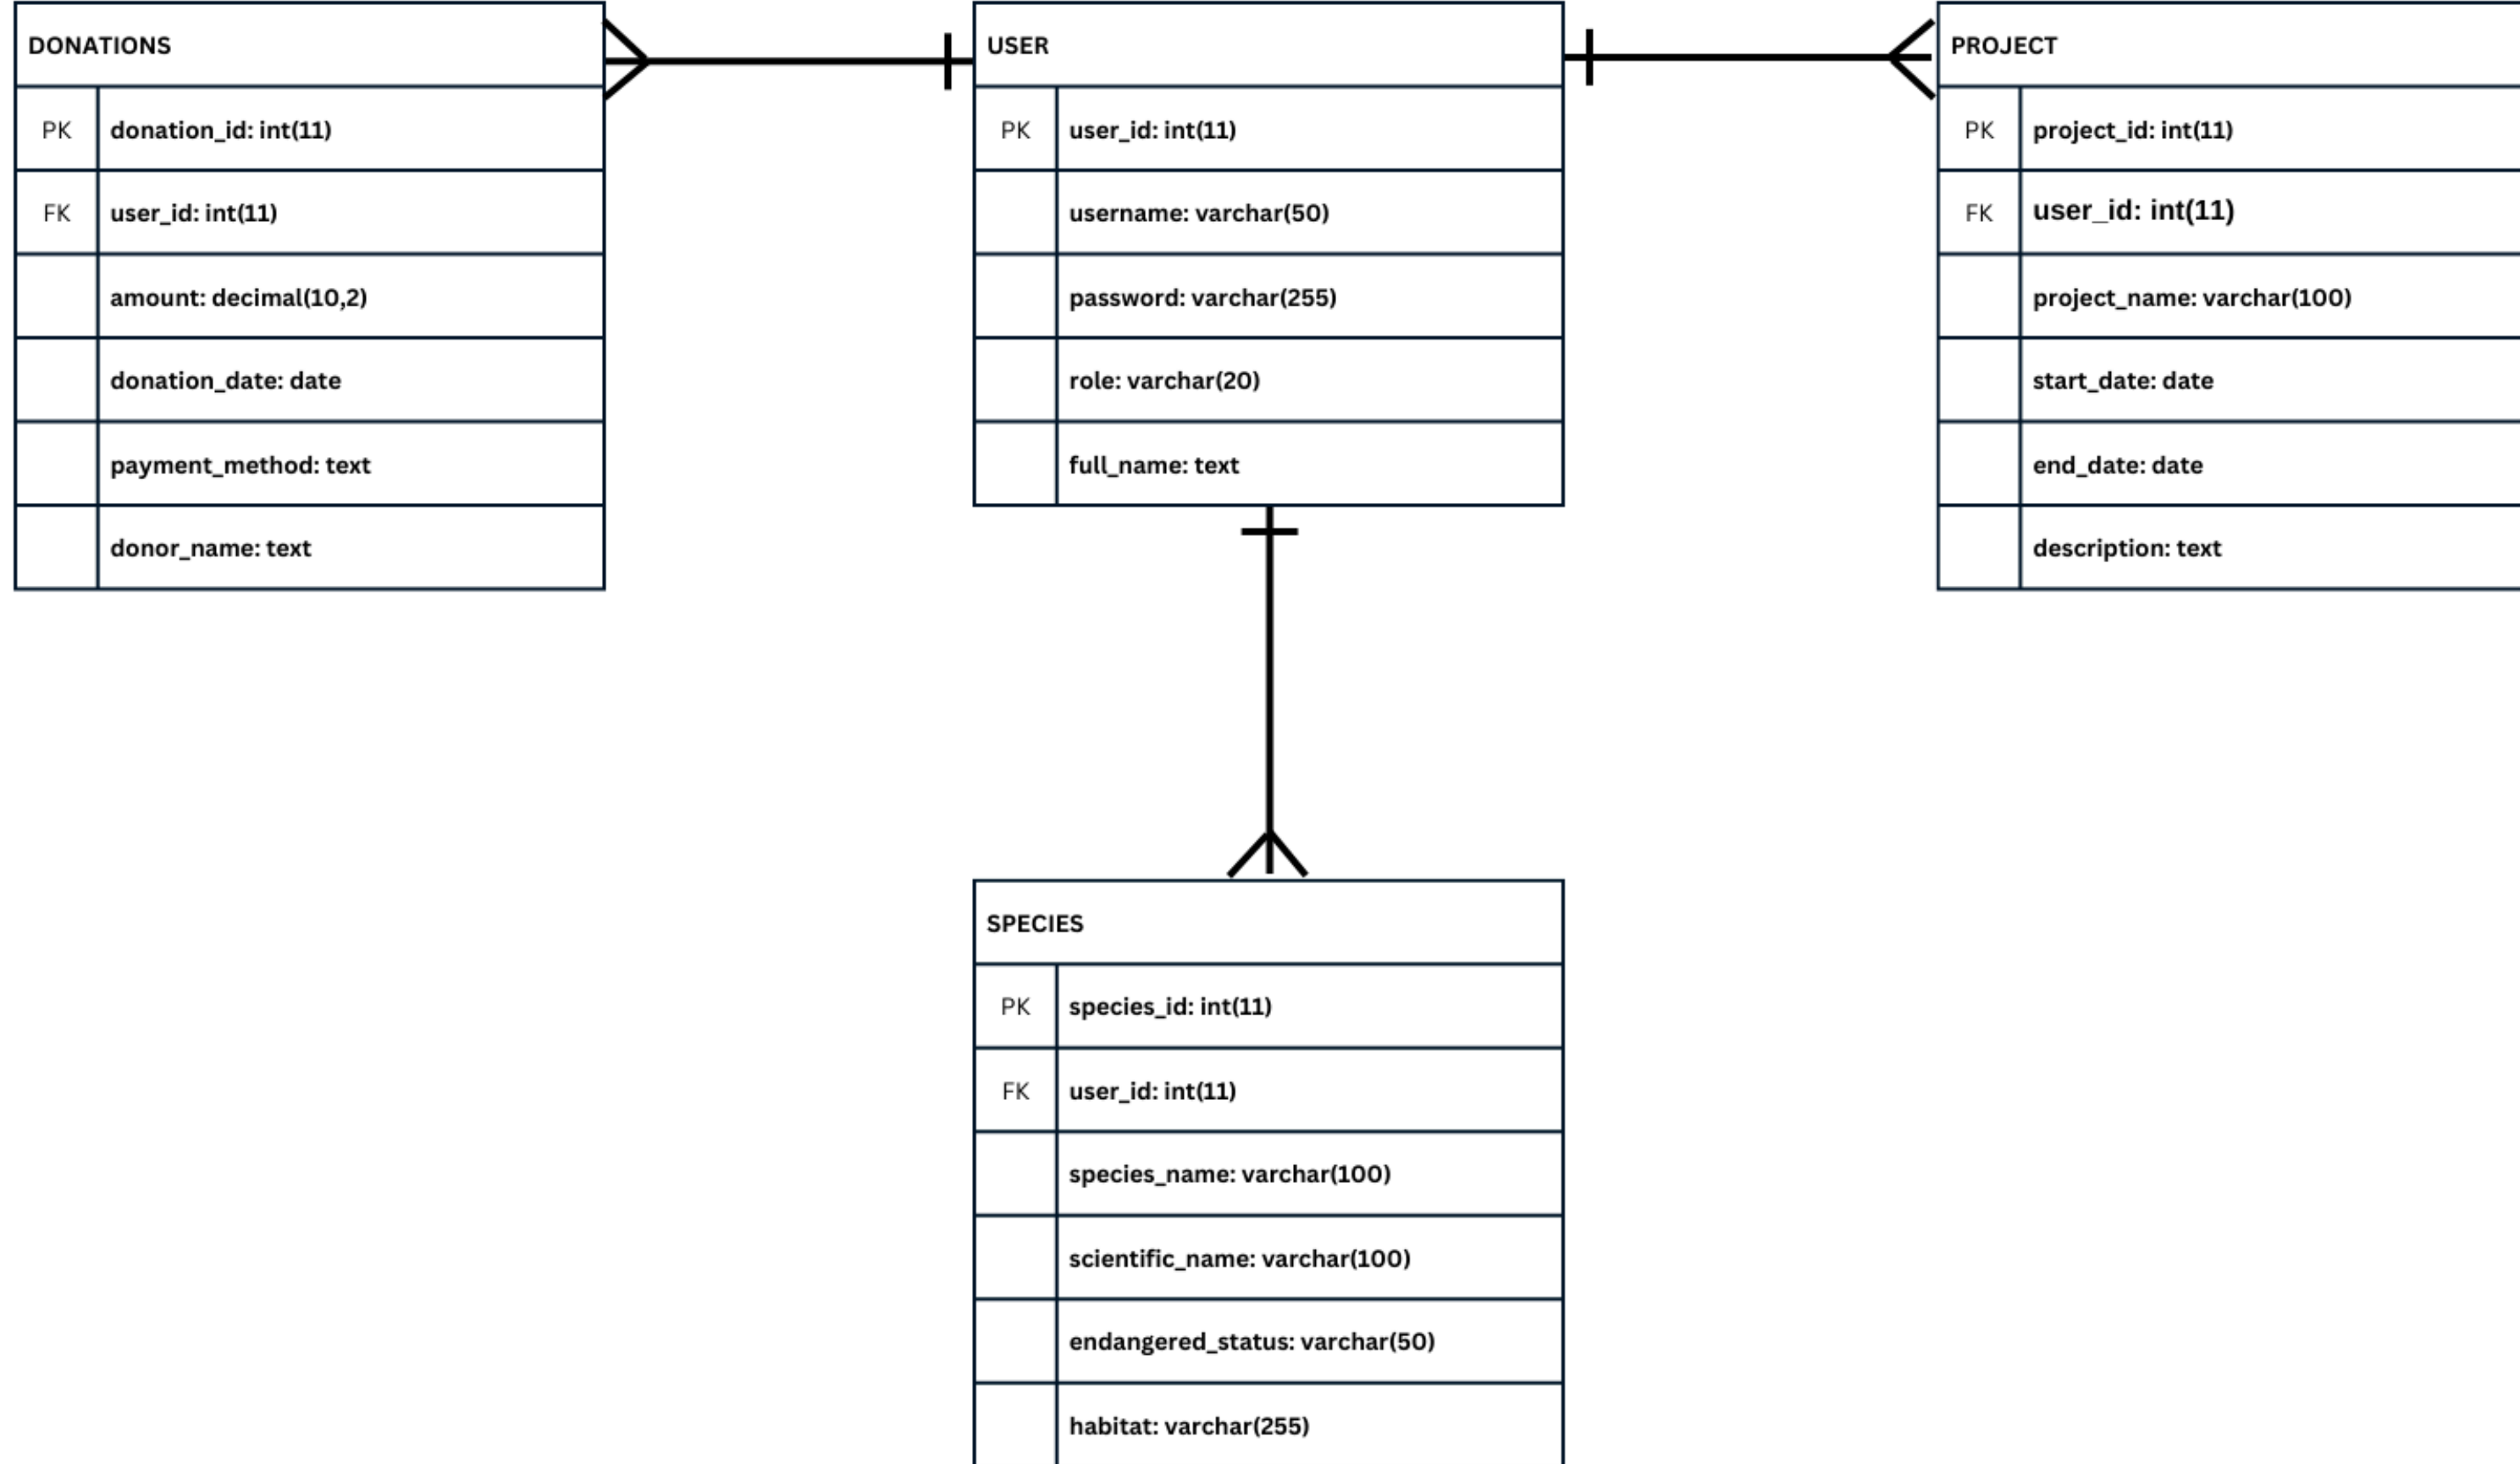 DONATIONS
PK donation_id: int(11)
FK user_id: int(11)
amount: decimal(10,2)
donation_date: date
payment_method: text
donor_name: text
USER
PK user_id: int(11)
username: varchar(50)
password: varchar(255)
role: varchar(20)
full_name: text
PROJECT
PK project_id: int(11)
FK user_id: int(11)
project_name: varchar(100)
start_date: date
end_date: date
description: text
SPECIES
PK species_id: int(11)
FK user_id: int(11)
species_name: varchar(100)
scientific_name: varchar(100)
endangered_status: varchar(50)
habitat: varchar(255)